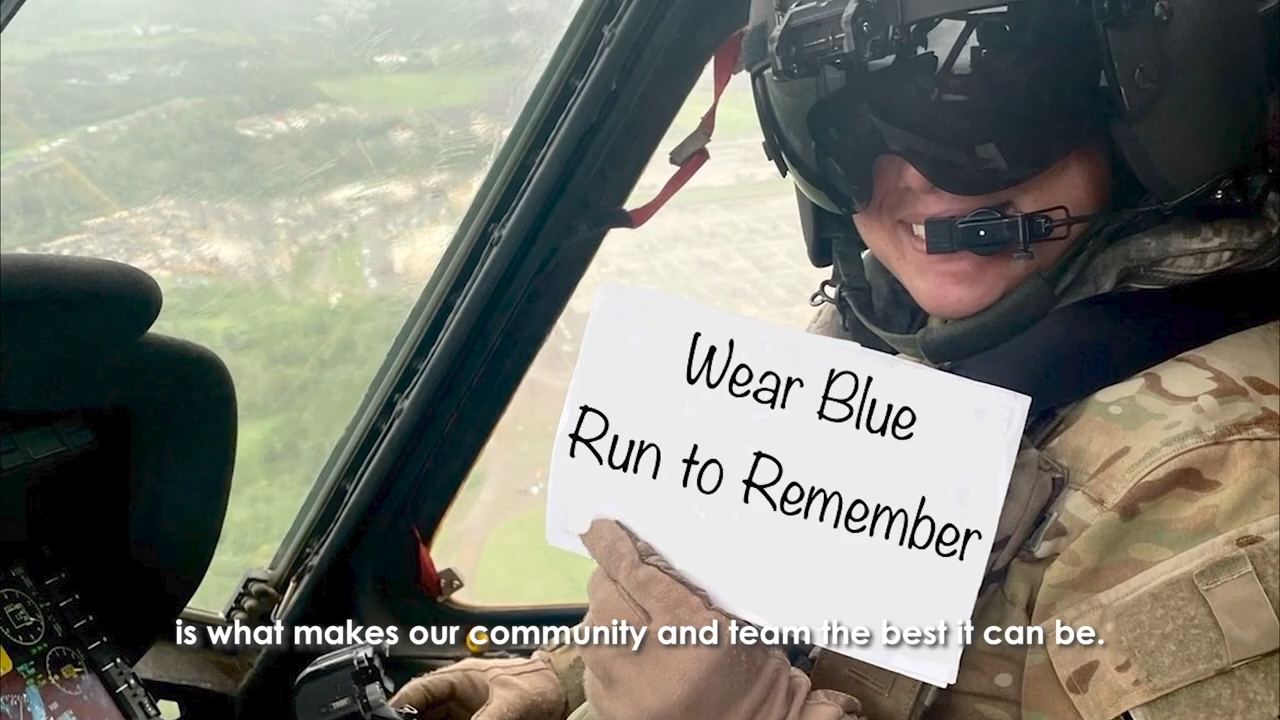 Wear Blue
Run to Remember
is what makes our community and team the best it can be.